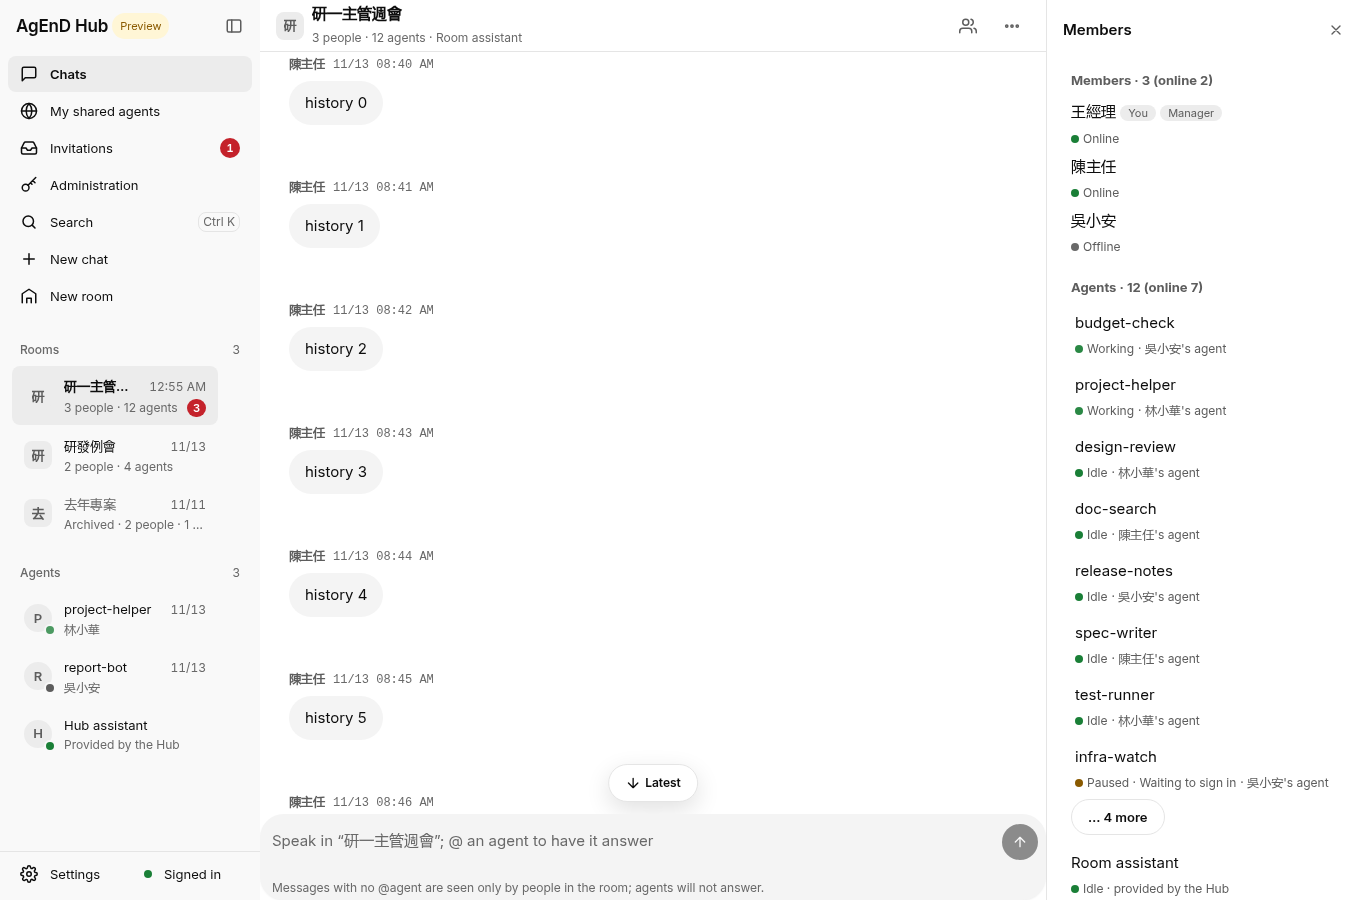 AgEnD Hub Preview
Chats
My shared agents
Invitations 1
Administration
Search Ctrl K
New chat
New room
Rooms 3
研 研一主管... 12:55 AM
3 people · 12 agents 3
研 研發例會 11/13
2 people · 4 agents
去 去年專案 11/11
Archived · 2 people · 1 ...
Agents 3
P project-helper 11/13
林小華
R report-bot 11/13
吳小安
H Hub assistant
Provided by the Hub
Settings Signed in
研 研一主管週會
3 people · 12 agents · Room assistant
陳主任 11/13 08:40 AM
history 0
陳主任 11/13 08:41 AM
history 1
陳主任 11/13 08:42 AM
history 2
陳主任 11/13 08:43 AM
history 3
陳主任 11/13 08:44 AM
history 4
陳主任 11/13 08:45 AM
history 5
陳主任 11/13 08:46 AM
Latest
Speak in “研一主管週會”; @ an agent to have it answer
Messages with no @agent are seen only by people in the room; agents will not answer.
Members
Members · 3 (online 2)
王經理 You Manager
Online
陳主任
Online
吳小安
Offline
Agents · 12 (online 7)
budget-check
Working · 吳小安's agent
project-helper
Working · 林小華's agent
design-review
Idle · 林小華's agent
doc-search
Idle · 陳主任's agent
release-notes
Idle · 吳小安's agent
spec-writer
Idle · 陳主任's agent
test-runner
Idle · 林小華's agent
infra-watch
Paused · Waiting to sign in · 吳小安's agent
... 4 more
Room assistant
Idle · provided by the Hub